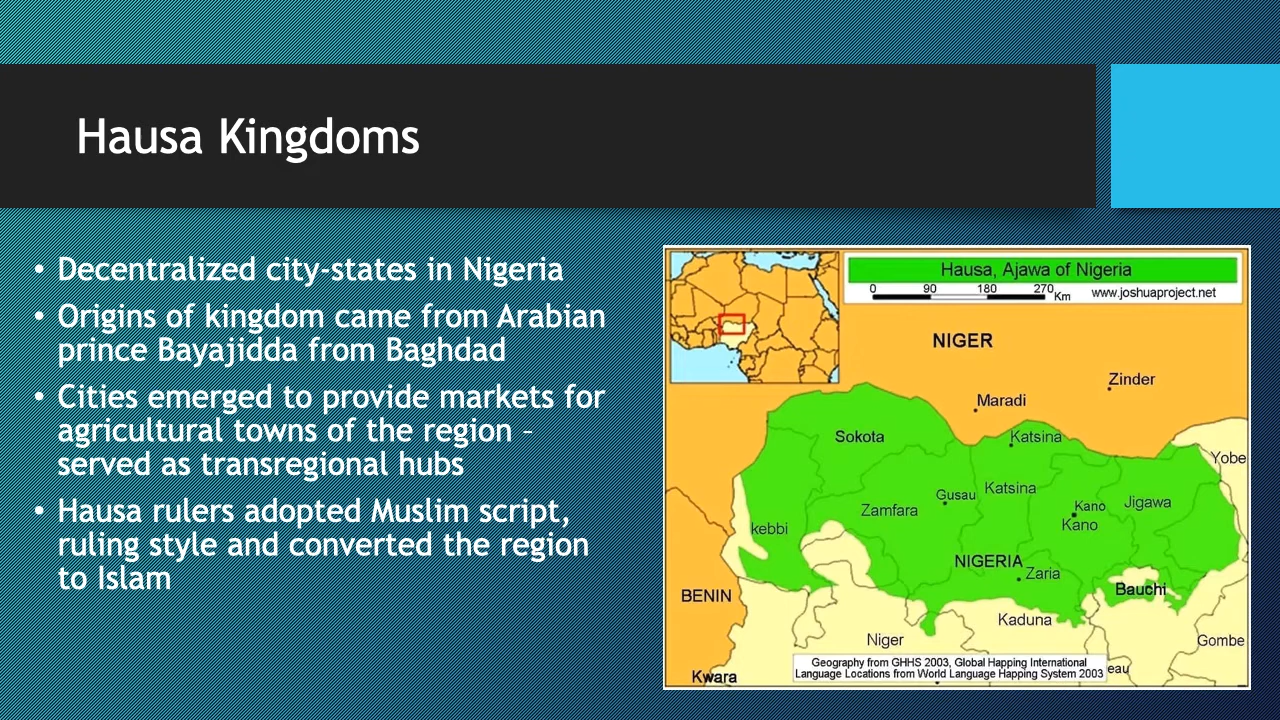 Hausa Kingdoms
• Decentralized city-states in Nigeria
• Origins of kingdom came from Arabian
prince Bayajidda from Baghdad
• Cities emerged to provide markets for
agricultural towns of the region –
served as transregional hubs
• Hausa rulers adopted Muslim script,
ruling style and converted the region
to Islam
Hausa, Ajawa of Nigeria
0 90 180 270 Km
www.joshuaproject.net
NIGER
Zinder
Maradi
Sokota
Katsina
Yobe
Gusau
Katsina
Zamfara
Kano
Jigawa
kebbi
Kano
NIGERIA
Zaria
BENIN
Bauchi
Kaduna
Niger
Gombe
Geography from GHHS 2003, Global Happing International
Language Locations from World Language Happing System 2003
eau
Kwara